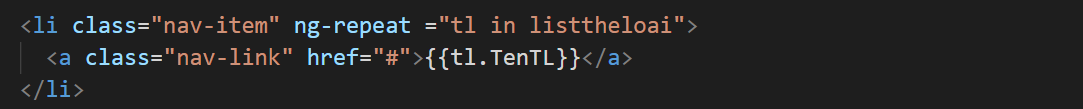 <li class="nav-item" ng-repeat ="tl in listtheloai">
<a class="nav-link" href="#">{{tl.TenTL}}</a>
</li>